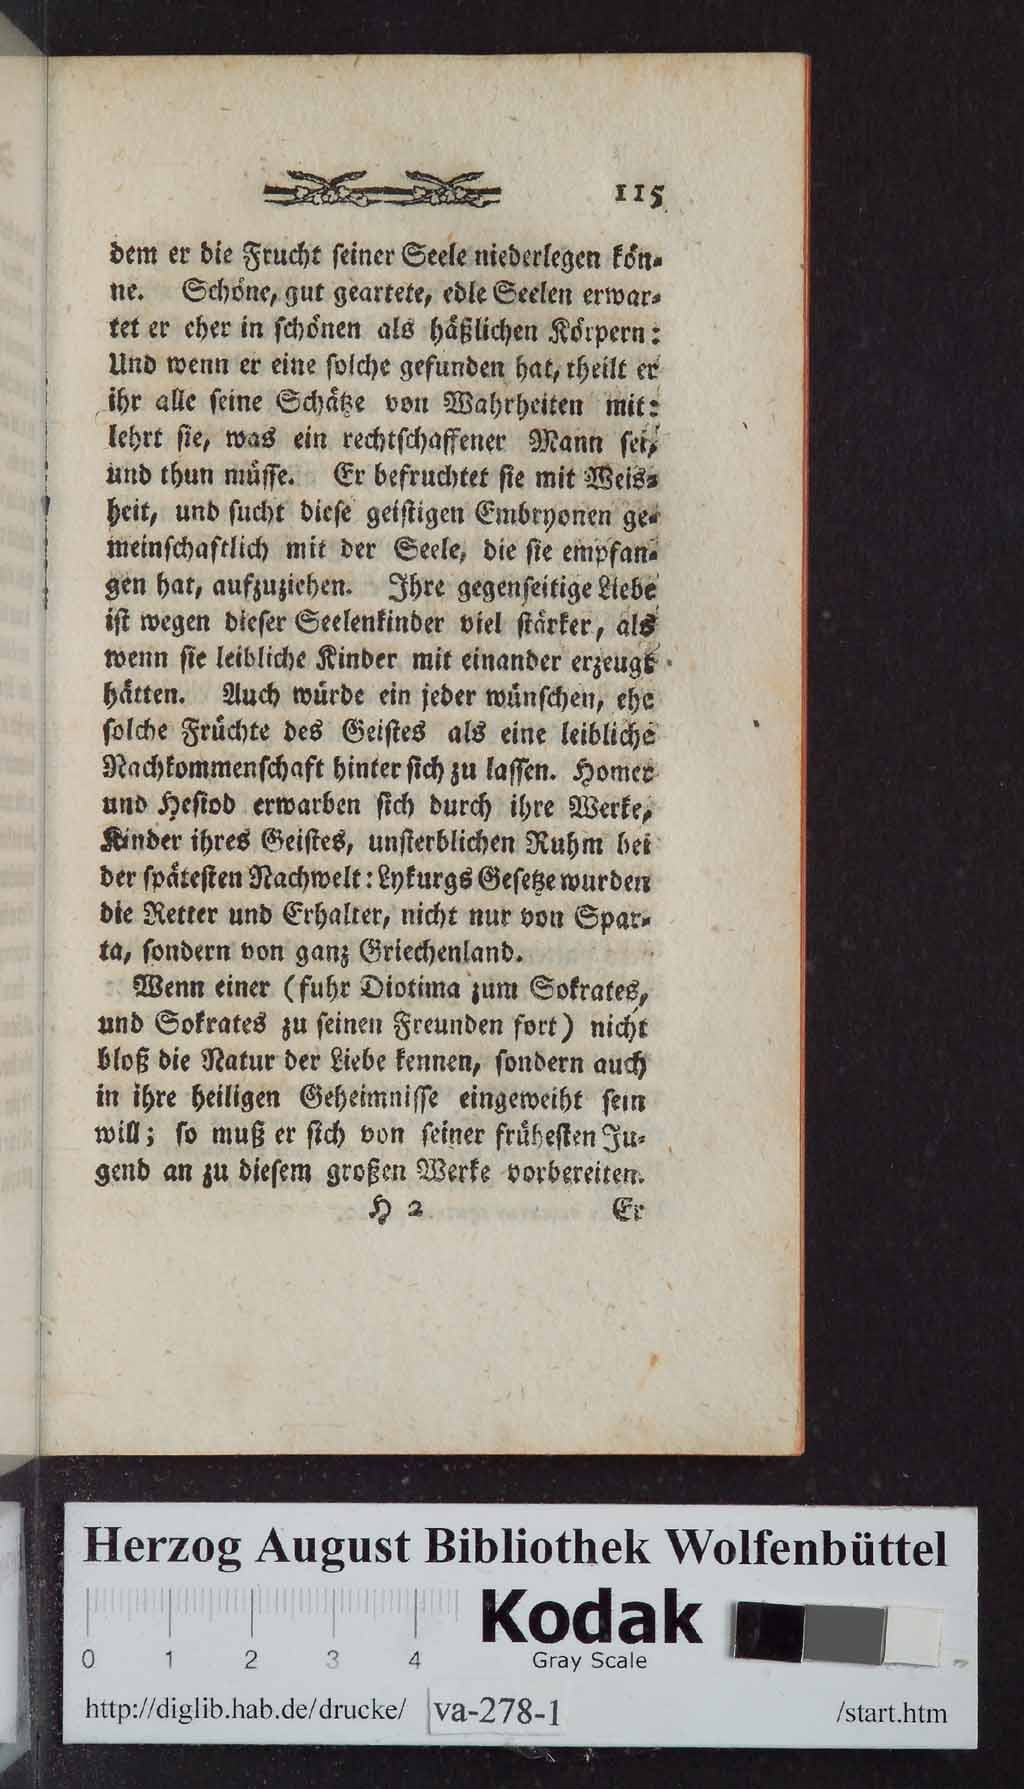 115
dem er die Frucht seiner Seele niederlegen kön-
ne. Schöne, gut geartete, edle Seelen erwar-
tet er eher in schönen als häßlichen Körpern:
Und wenn er eine solche gefunden hat, theilt er
ihr alle seine Schätze von Wahrheiten mit:
lehrt sie, was ein rechtschaffener Mann sei,
und thun müsse. Er befruchtet sie mit Weis-
heit, und sucht diese geistigen Embryonen ge-
meinschaftlich mit der Seele, die sie empfan-
gen hat, aufzuziehen. Ihre gegenseitige Liebe
ist wegen dieser Seelenkinder viel stärker, als
wenn sie leibliche Kinder mit einander erzeugt
hätten. Auch würde ein jeder wünschen, ehe
solche Früchte des Geistes als eine leibliche
Nachkommenschaft hinter sich zu lassen. Homer
und Hesiod erwarben sich durch ihre Werke,
Kinder ihres Geistes, unsterblichen Ruhm bei
der spätesten Nachwelt: Lykurgs Gesetze wurden
die Retter und Erhalter, nicht nur von Spar-
ta, sondern von ganz Griechenland.
Wenn einer (fuhr Diotima zum Sokrates,
und Sokrates zu seinen Freunden fort) nicht
bloß die Natur der Liebe kennen, sondern auch
in ihre heiligen Geheimnisse eingeweiht sein
will; so muß er sich von seiner frühesten Ju-
gend an zu diesem großen Werke vorbereiten.
H 2 Er
Herzog August Bibliothek Wolfenbüttel
Kodak
0 1 2 3 4 Gray Scale
http://diglib.hab.de/drucke/ va-278-1 /start.htm